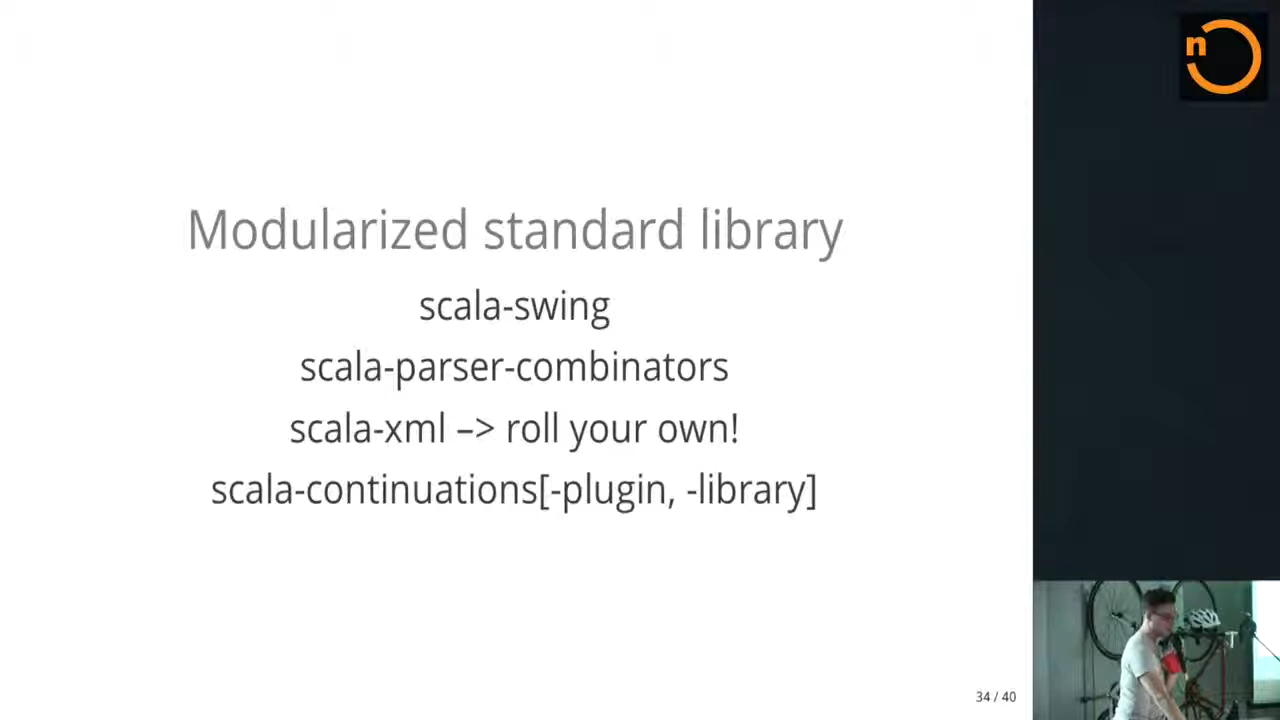 n
Modularized standard library
scala-swing
scala-parser-combinators
scala-xml –> roll your own!
scala-continuations[-plugin, -library]
34 / 40